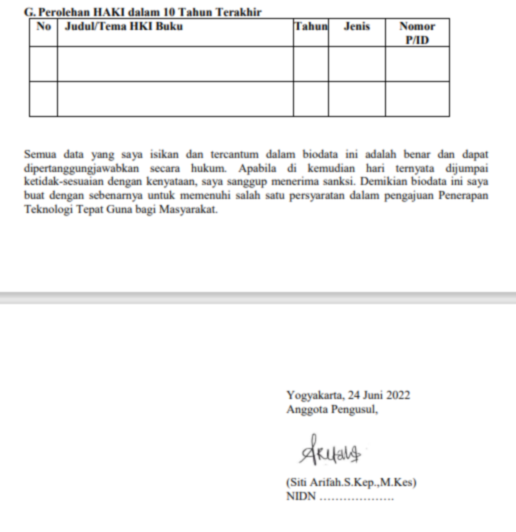 G. Perolehan HAKI dalam 10 Tahun Terakhir
No Judul/Tema HKI Buku Tahun Jenis Nomor
P/ID
Semua data yang saya isikan dan tercantum dalam biodata ini adalah benar dan dapat
dipertanggungjawabkan secara hukum. Apabila di kemudian hari ternyata dijumpai
ketidak-sesuaian dengan kenyataan, saya sanggup menerima sanksi. Demikian biodata ini saya
buat dengan sebenarnya untuk memenuhi salah satu persyaratan dalam pengajuan Penerapan
Teknologi Tepat Guna bagi Masyarakat.
Yogyakarta, 24 Juni 2022
Anggota Pengusul,
(Siti Arifah.S.Kep.,M.Kes)
NIDN ...................